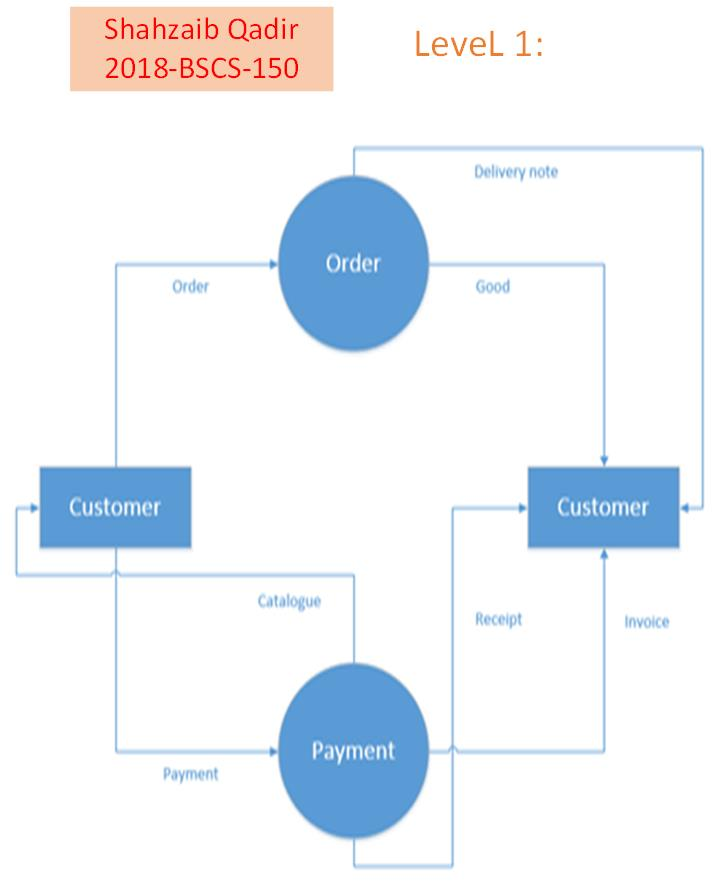 Shahzaib Qadir
2018-BSCS-150
LeveL 1:
Delivery note
Order
Order
Good
Customer
Customer
Catalogue
Receipt
Invoice
Payment
Payment